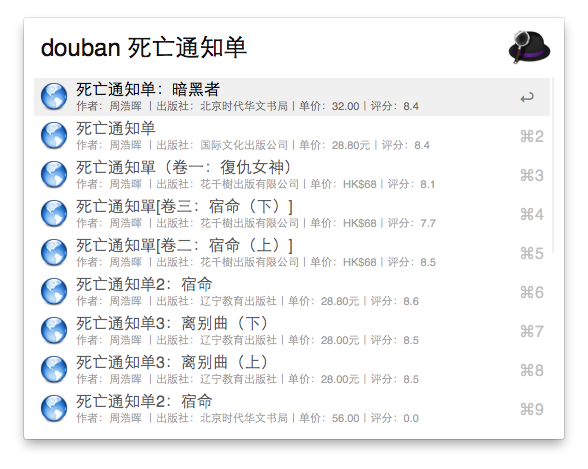 douban 死亡通知单
死亡通知单：暗黑者
作者：周浩晖 | 出版社：北京时代华文书局 | 单价：32.00 | 评分：8.4
↩
死亡通知单
作者：周浩晖 | 出版社：国际文化出版公司 | 单价：28.80元 | 评分：8.4
⌘2
死亡通知單（卷一：復仇女神）
作者：周浩暉 | 出版社：花千樹出版有限公司 | 单价：HK$68 | 评分：8.1
⌘3
死亡通知單[卷三：宿命（下）]
作者：周浩暉 | 出版社：花千樹出版有限公司 | 单价：HK$68 | 评分：7.7
⌘4
死亡通知單[卷二：宿命（上）]
作者：周浩暉 | 出版社：花千樹出版有限公司 | 单价：HK$68 | 评分：8.5
⌘5
死亡通知单2：宿命
作者：周浩晖 | 出版社：辽宁教育出版社 | 单价：28.80元 | 评分：8.6
⌘6
死亡通知单3：离别曲（下）
作者：周浩晖 | 出版社：辽宁教育出版社 | 单价：28.00元 | 评分：8.5
⌘7
死亡通知单3：离别曲（上）
作者：周浩晖 | 出版社：辽宁教育出版社 | 单价：28.00元 | 评分：8.5
⌘8
死亡通知单2：宿命
作者：周浩晖 | 出版社：北京时代华文书局 | 单价：56.00 | 评分：0.0
⌘9